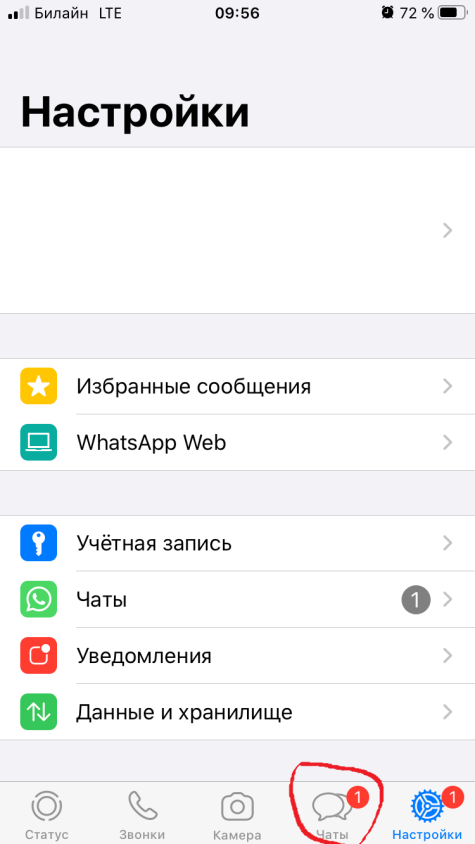 Билайн LTE 09:56 72 %
Настройки
Избранные сообщения
WhatsApp Web
Учётная запись
Чаты 1
Уведомления
Данные и хранилище
1 1
Статус Звонки Камера Чаты Настройки